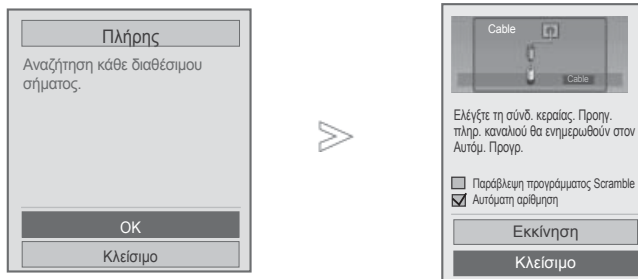 Πλήρης
Αναζήτηση κάθε διαθέσιμου
σήματος.
OK
Κλείσιμο
Cable
Cable
Ελέγξτε τη σύνδ. κεραίας. Προηγ.
πληρ. καναλιού θα ενημερωθούν στον
Αυτόμ. Προγρ.
Παράβλεψη προγράμματος Scramble
Αυτόματη αρίθμηση
Εκκίνηση
Κλείσιμο